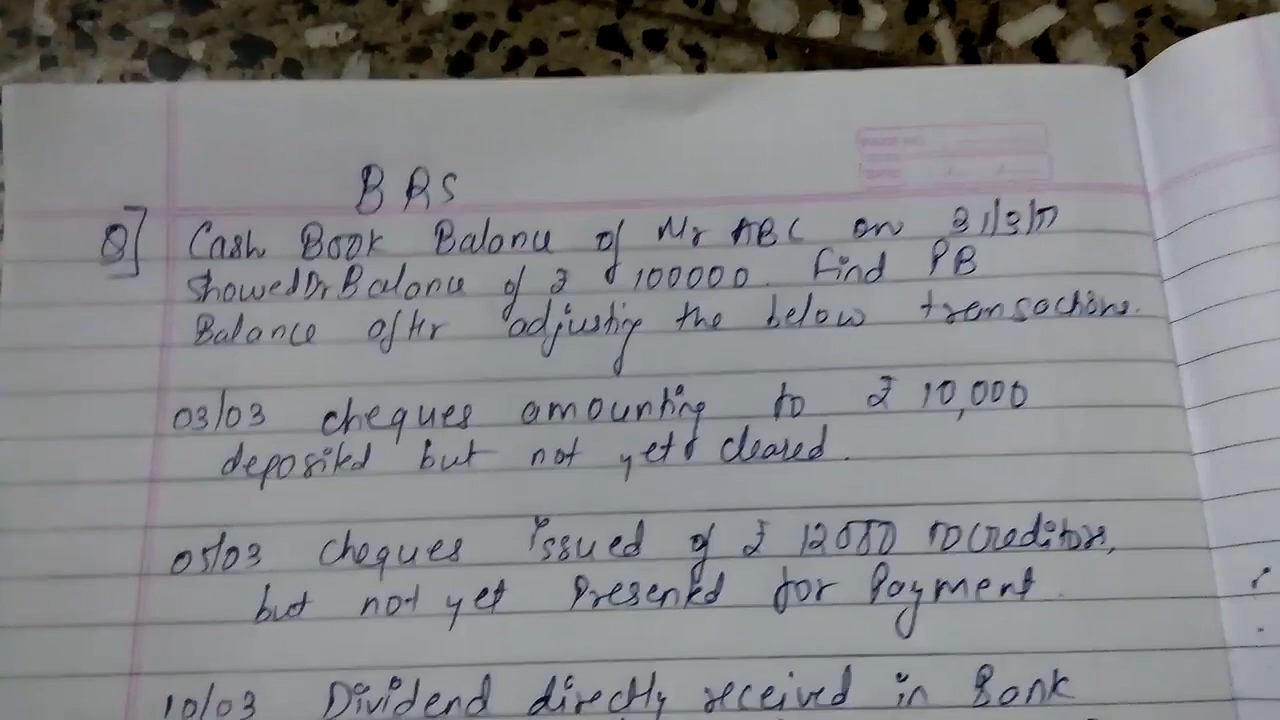 BRS
Q] Cash Book Balance of Mr ABC on 31/3/17
showed Dr Balance of ₹ 100000. Find PB
Balance after adjusting the below transactions.
03/03 cheques amounting to ₹ 10,000
deposited but not yet cleared.
05/03 cheques issued of ₹ 12000 to creditors,
but not yet Presented for Payment.
10/03 Dividend directly received in Bank